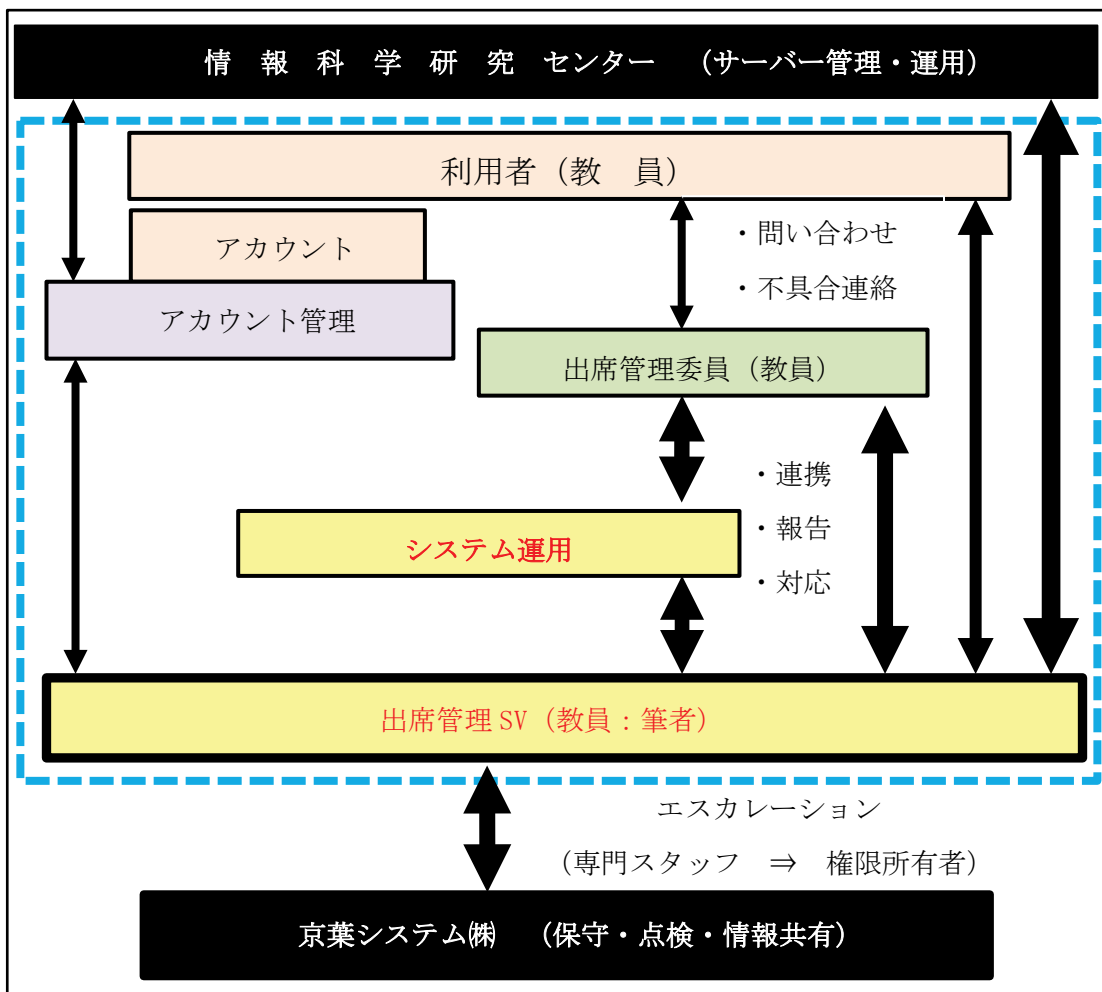 情 報 科 学 研 究 センター (サーバー管理・運用)
利用者(教 員)
アカウント
・問い合わせ
・不具合連絡
アカウント管理
出席管理委員(教員)
・連携
・報告
・対応
システム運用
出席管理 SV(教員:筆者)
エスカレーション
(専門スタッフ ⇒ 権限所有者)
京葉システム㈱ (保守・点検・情報共有)